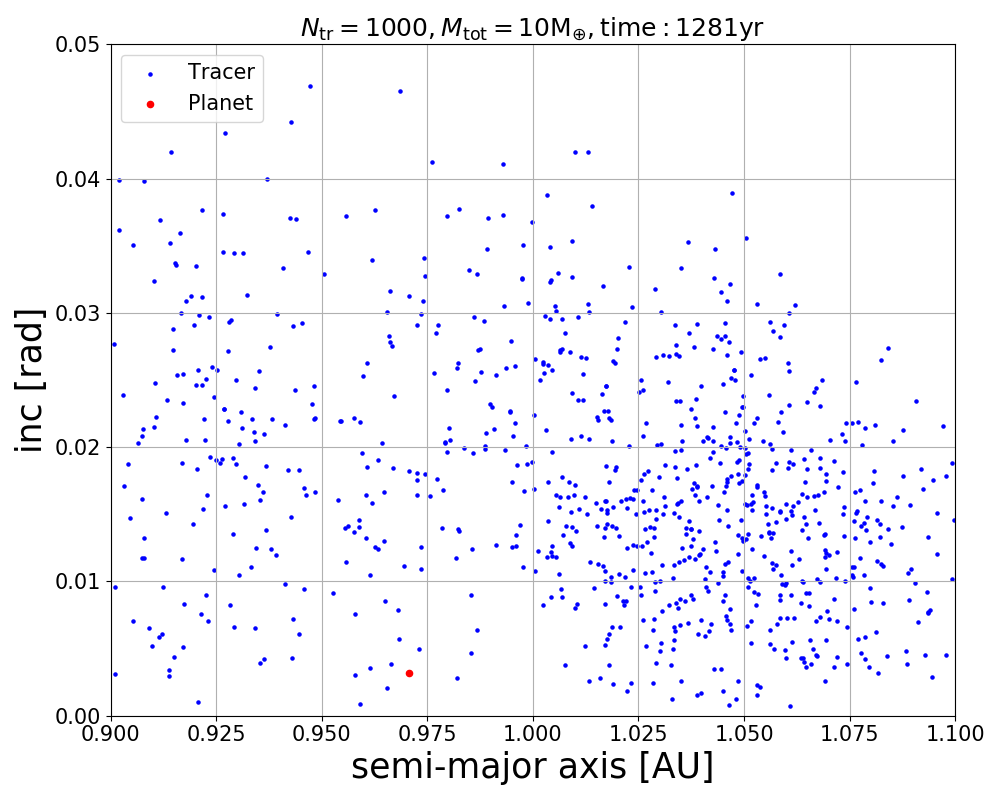 N_tr = 1000, M_tot = 10M_⊕, time : 1281yr
Tracer
Planet
0.05
0.04
0.03
0.02
0.01
0.00
inc [rad]
0.900 0.925 0.950 0.975 1.000 1.025 1.050 1.075 1.100
semi-major axis [AU]